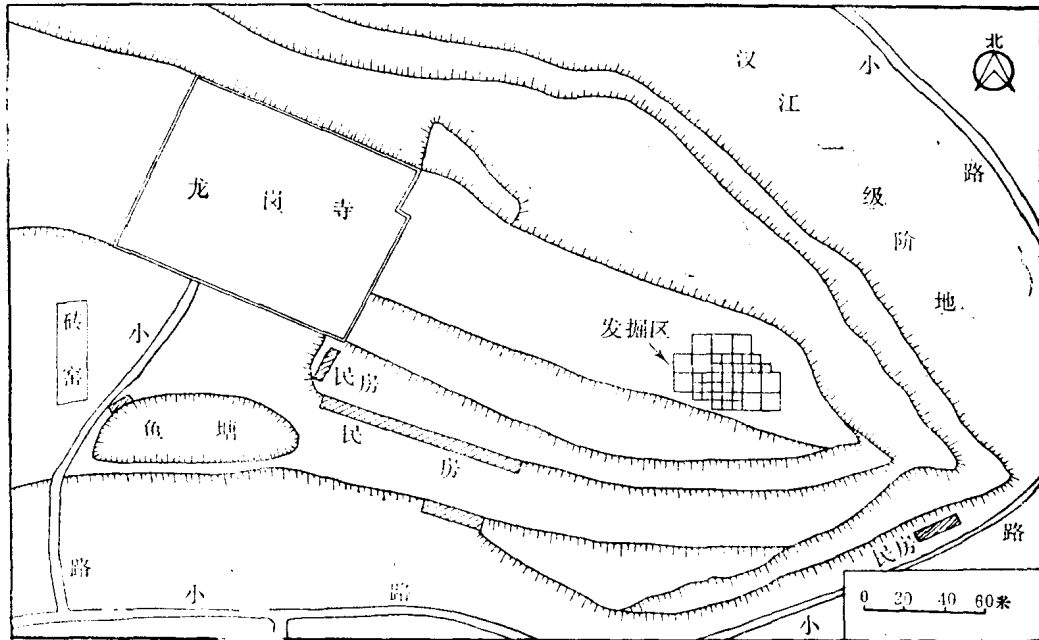 北
汉江一级阶地
小路
龙岗寺
发掘区
砖窑
小路
民房
鱼塘
民房
民房
小路
小路
0 20 40 60米